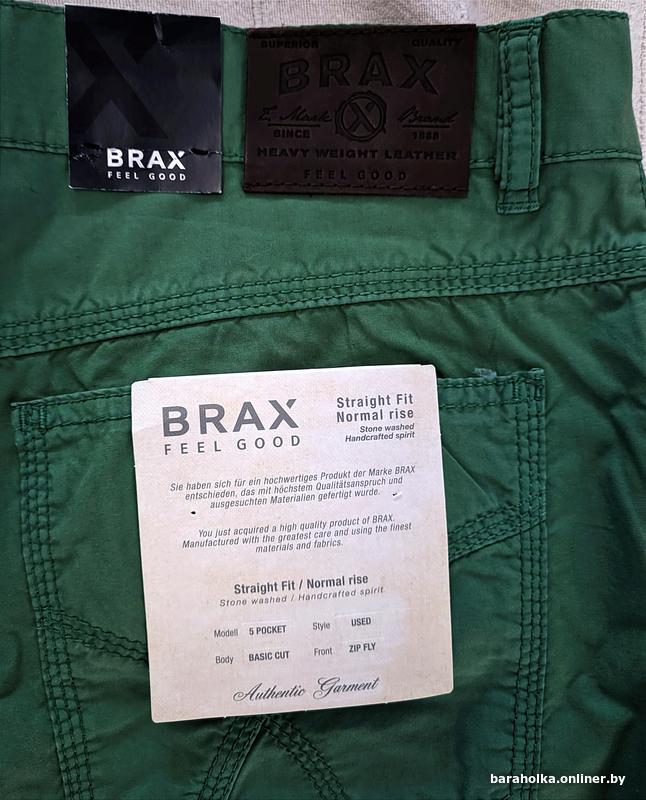 BRAX
FEEL GOOD
SUPERIOR QUALITY
BRAX
E. Mark Brand
SINCE 1888
HEAVY WEIGHT LEATHER
FEEL GOOD
BRAX
FEEL GOOD
Straight Fit
Normal rise
Stone washed
Handcrafted spirit
Sie haben sich für ein hochwertiges Produkt der Marke BRAX
entschieden, das mit höchstem Qualitätsanspruch und
ausgesuchten Materialien gefertigt wurde.
You just acquired a high quality product of BRAX.
Manufactured with the greatest care and using the finest
materials and fabrics.
Straight Fit / Normal rise
Stone washed / Handcrafted spirit
Modell 5 POCKET Style USED
Body BASIC CUT Front ZIP FLY
Authentic Garment
baraholka.onliner.by